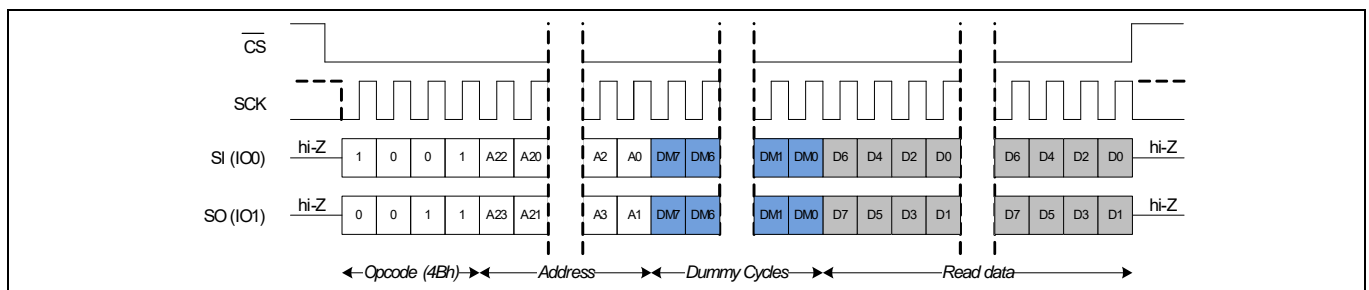 CS
SCK
SI (IO0) hi-Z 1 0 0 1 A22 A20 A2 A0 DM7 DM6 DM1 DM0 D6 D4 D2 D0 D6 D4 D2 D0 hi-Z
SO (IO1) hi-Z 0 0 1 1 A23 A21 A3 A1 DM7 DM6 DM1 DM0 D7 D5 D3 D1 D7 D5 D3 D1 hi-Z
Opcode (4Bh) Address Dummy Cycles Read data